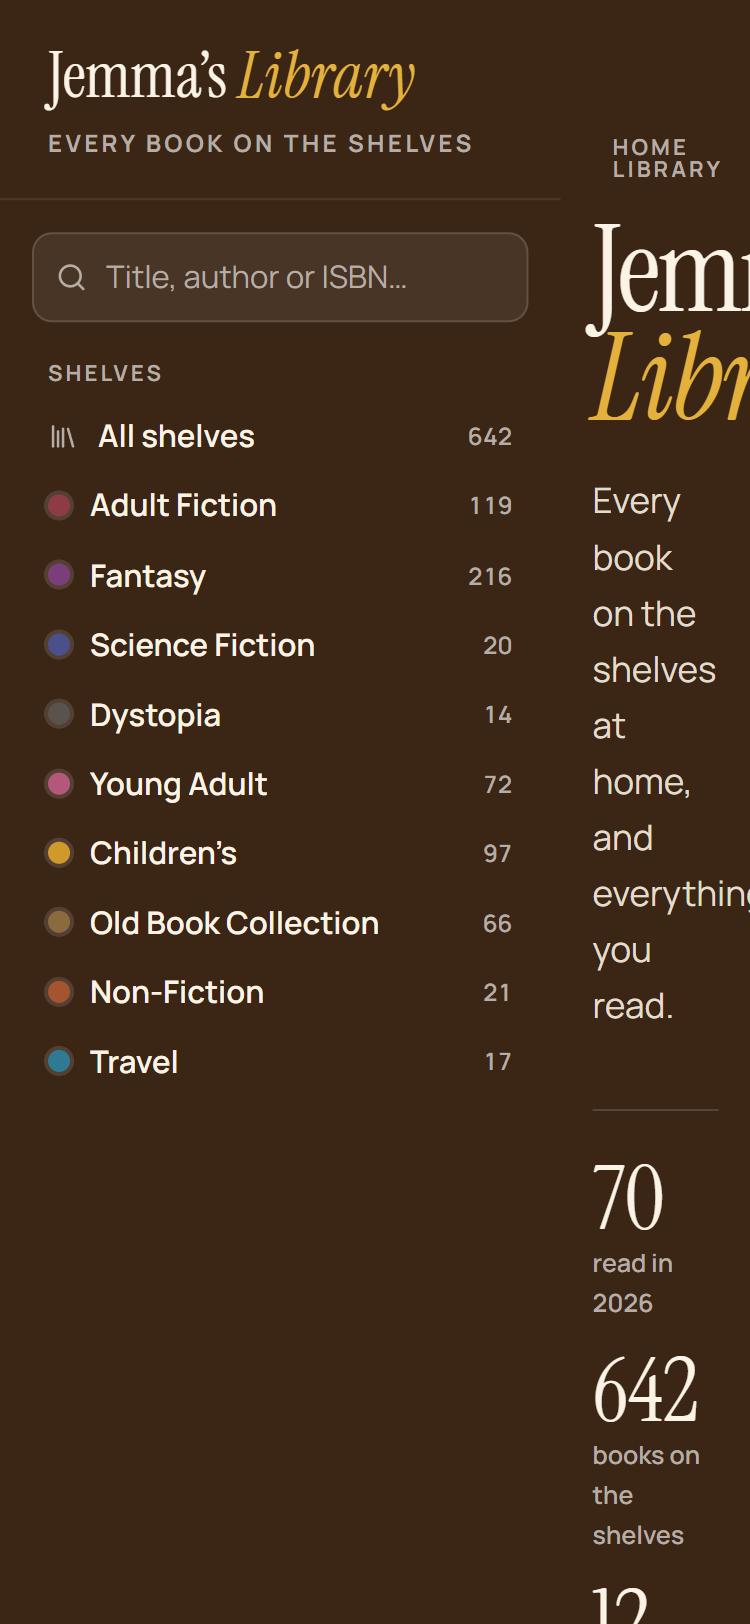 Jemma’s Library
EVERY BOOK ON THE SHELVES
Title, author or ISBN...
SHELVES
All shelves 642
Adult Fiction 119
Fantasy 216
Science Fiction 20
Dystopia 14
Young Adult 72
Children’s 97
Old Book Collection 66
Non-Fiction 21
Travel 17
HOME
LIBRARY
Every
book
on the
shelves
at
home,
and
everything
you
read.
70
read in
2026
642
books on
the
shelves
12